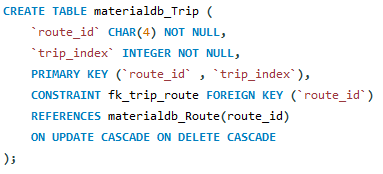 CREATE TABLE materialdb_Trip (
`route_id` CHAR(4) NOT NULL,
`trip_index` INTEGER NOT NULL,
PRIMARY KEY (`route_id` , `trip_index`),
CONSTRAINT fk_trip_route FOREIGN KEY (`route_id`)
REFERENCES materialdb_Route(route_id)
ON UPDATE CASCADE ON DELETE CASCADE
);